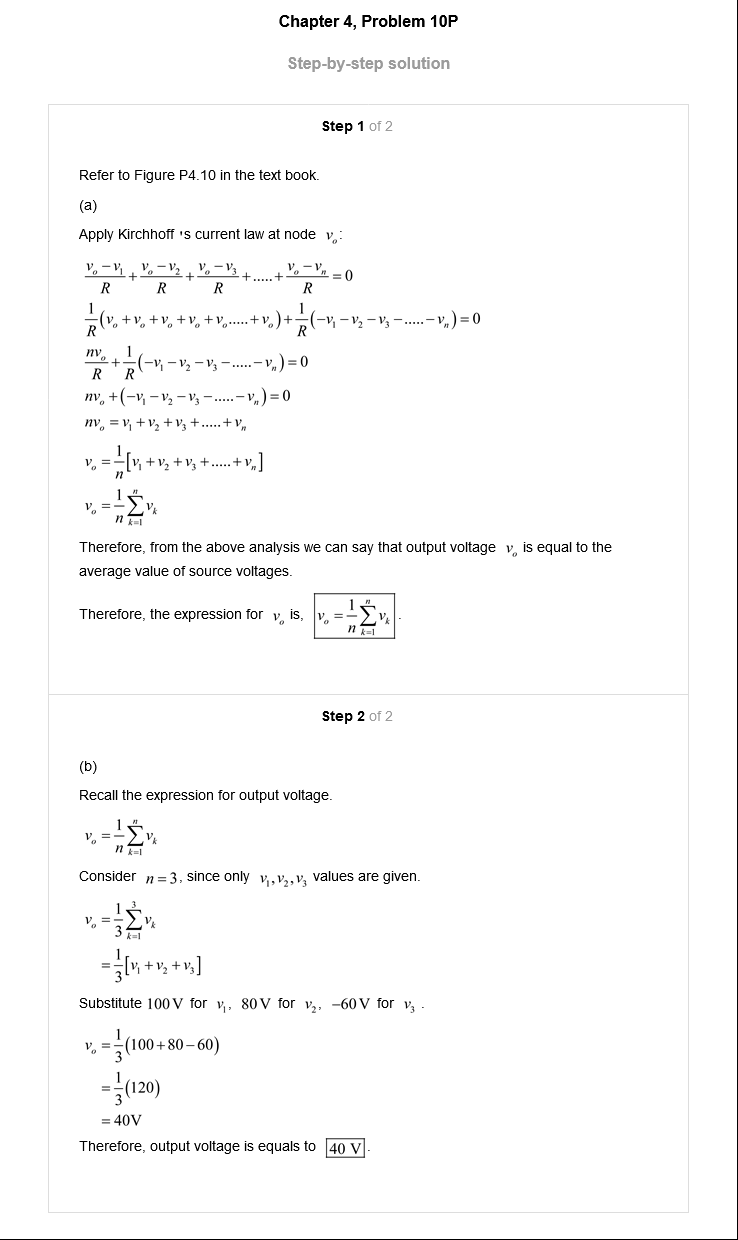 Chapter 4, Problem 10P
Step-by-step solution
Step 1 of 2
Refer to Figure P4.10 in the text book.
(a)
Apply Kirchhoff 's current law at node v_o:
\frac{v_o - v_1}{R} + \frac{v_o - v_2}{R} + \frac{v_o - v_3}{R} + ..... + \frac{v_o - v_n}{R} = 0
\frac{1}{R}(v_o + v_o + v_o + v_o + v_o ..... + v_o) + \frac{1}{R}(-v_1 - v_2 - v_3 - ..... - v_n) = 0
\frac{nv_o}{R} + \frac{1}{R}(-v_1 - v_2 - v_3 - ..... - v_n) = 0
nv_o + (-v_1 - v_2 - v_3 - ..... - v_n) = 0
nv_o = v_1 + v_2 + v_3 + ..... + v_n
v_o = \frac{1}{n}[v_1 + v_2 + v_3 + ..... + v_n]
v_o = \frac{1}{n}\sum_{k=1}^{n} v_k
Therefore, from the above analysis we can say that output voltage v_o is equal to the
average value of source voltages.
Therefore, the expression for v_o is, v_o = \frac{1}{n}\sum_{k=1}^{n} v_k .
Step 2 of 2
(b)
Recall the expression for output voltage.
v_o = \frac{1}{n}\sum_{k=1}^{n} v_k
Consider n = 3, since only v_1, v_2, v_3 values are given.
v_o = \frac{1}{3}\sum_{k=1}^{3} v_k
= \frac{1}{3}[v_1 + v_2 + v_3]
Substitute 100 V for v_1, 80 V for v_2, −60 V for v_3 .
v_o = \frac{1}{3}(100 + 80 − 60)
= \frac{1}{3}(120)
= 40V
Therefore, output voltage is equals to 40 V .